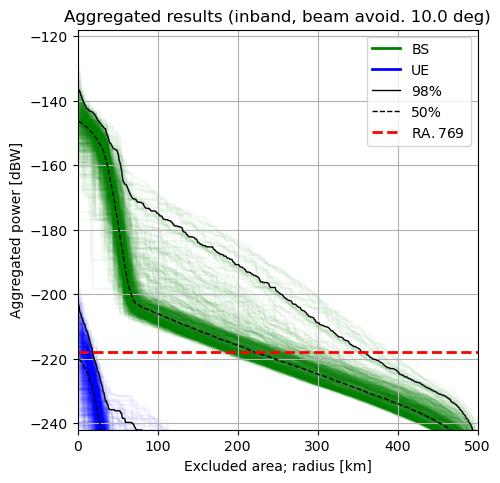 Aggregated results (inband, beam avoid. 10.0 deg)
BS
UE
98%
50%
RA.769
Aggregated power [dBW]
−120
−140
−160
−180
−200
−220
−240
0
100
200
300
400
500
Excluded area; radius [km]